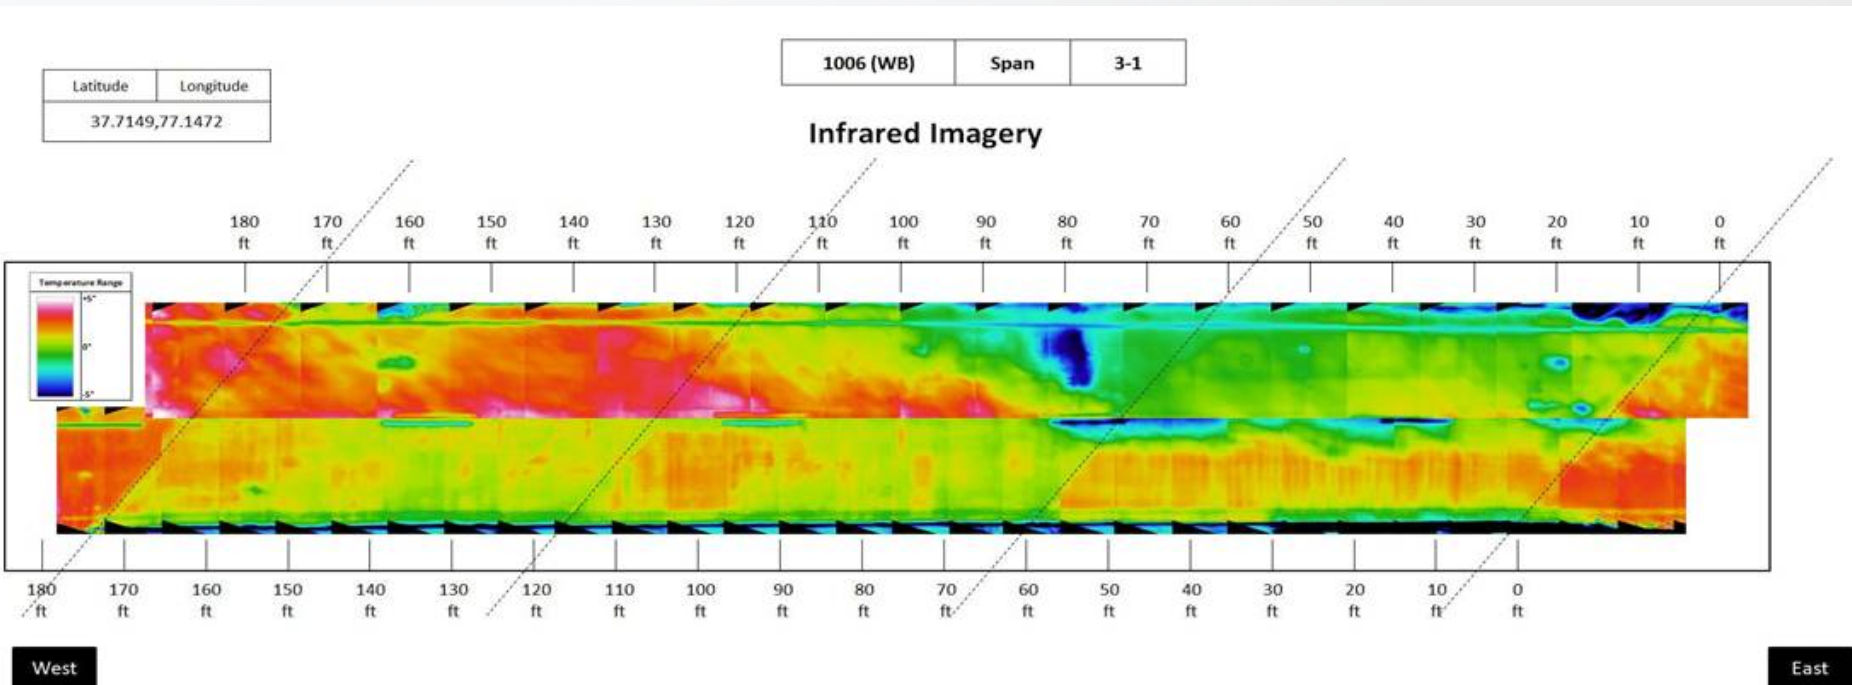 1006 (WB) Span 3-1
Latitude Longitude
37.7149,77.1472
Infrared Imagery
180 170 160 150 140 130 120 110 100 90 80 70 60 50 40 30 20 10 0
ft ft ft ft ft ft ft ft ft ft ft ft ft ft ft ft ft ft ft
Temperature Range
+5°
0°
-5°
180 170 160 150 140 130 120 110 100 90 80 70 60 50 40 30 20 10 0
ft ft ft ft ft ft ft ft ft ft ft ft ft ft ft ft ft ft ft
West East